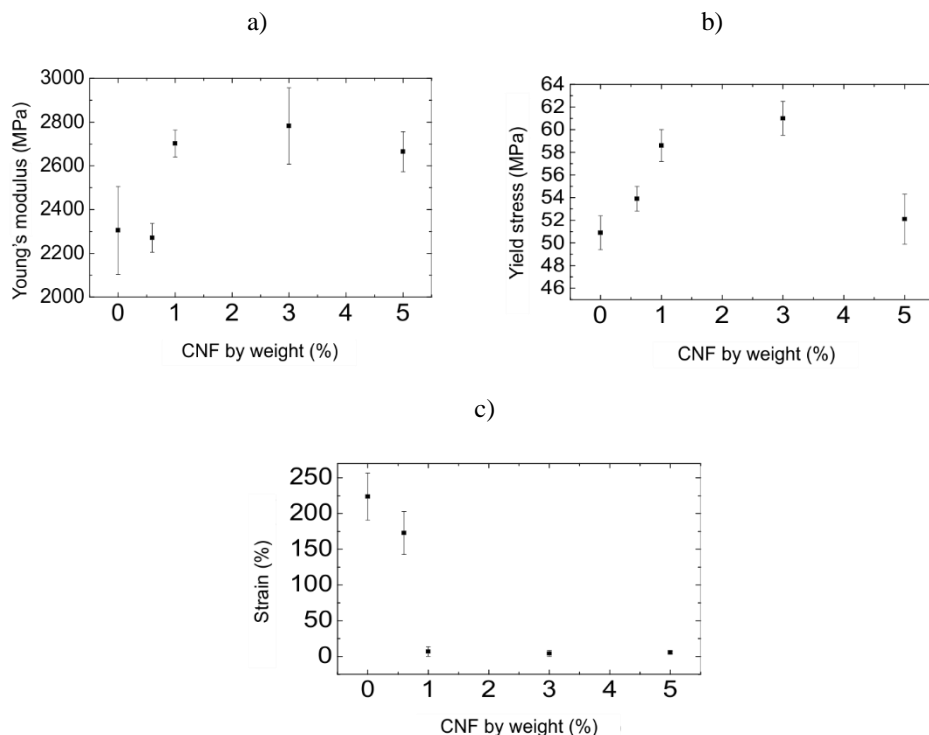 a)
b)
Young's modulus (MPa)
3000
2800
2600
2400
2200
2000
0 1 2 3 4 5
CNF by weight (%)
Yield stress (MPa)
64
62
60
58
56
54
52
50
48
46
0 1 2 3 4 5
CNF by weight (%)
c)
Strain (%)
250
200
150
100
50
0
0 1 2 3 4 5
CNF by weight (%)